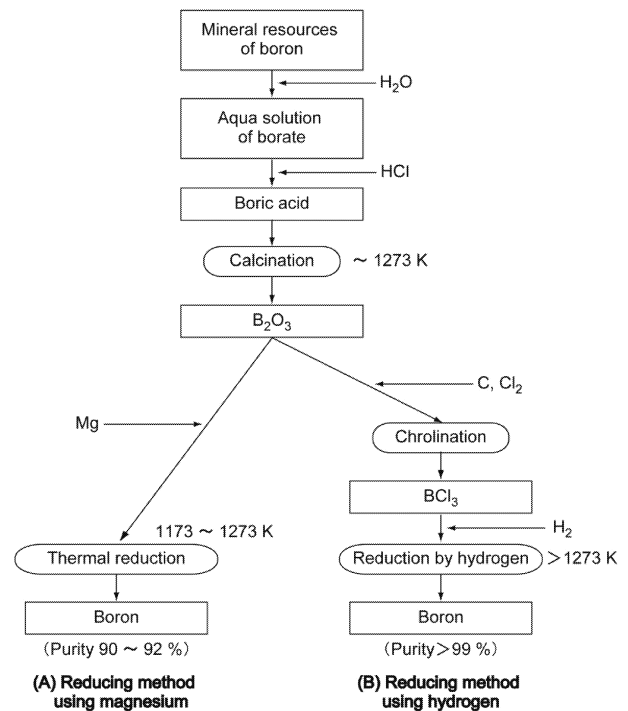 Mineral resources
of boron
H₂O
Aqua solution
of borate
HCl
Boric acid
Calcination
～ 1273 K
B₂O₃
C, Cl₂
Mg
Chrolination
BCl₃
1173 ～ 1273 K
H₂
Thermal reduction
Reduction by hydrogen
＞1273 K
Boron
Boron
(Purity 90 ～ 92 %)
(Purity＞99 %)
(A) Reducing method
using magnesium
(B) Reducing method
using hydrogen